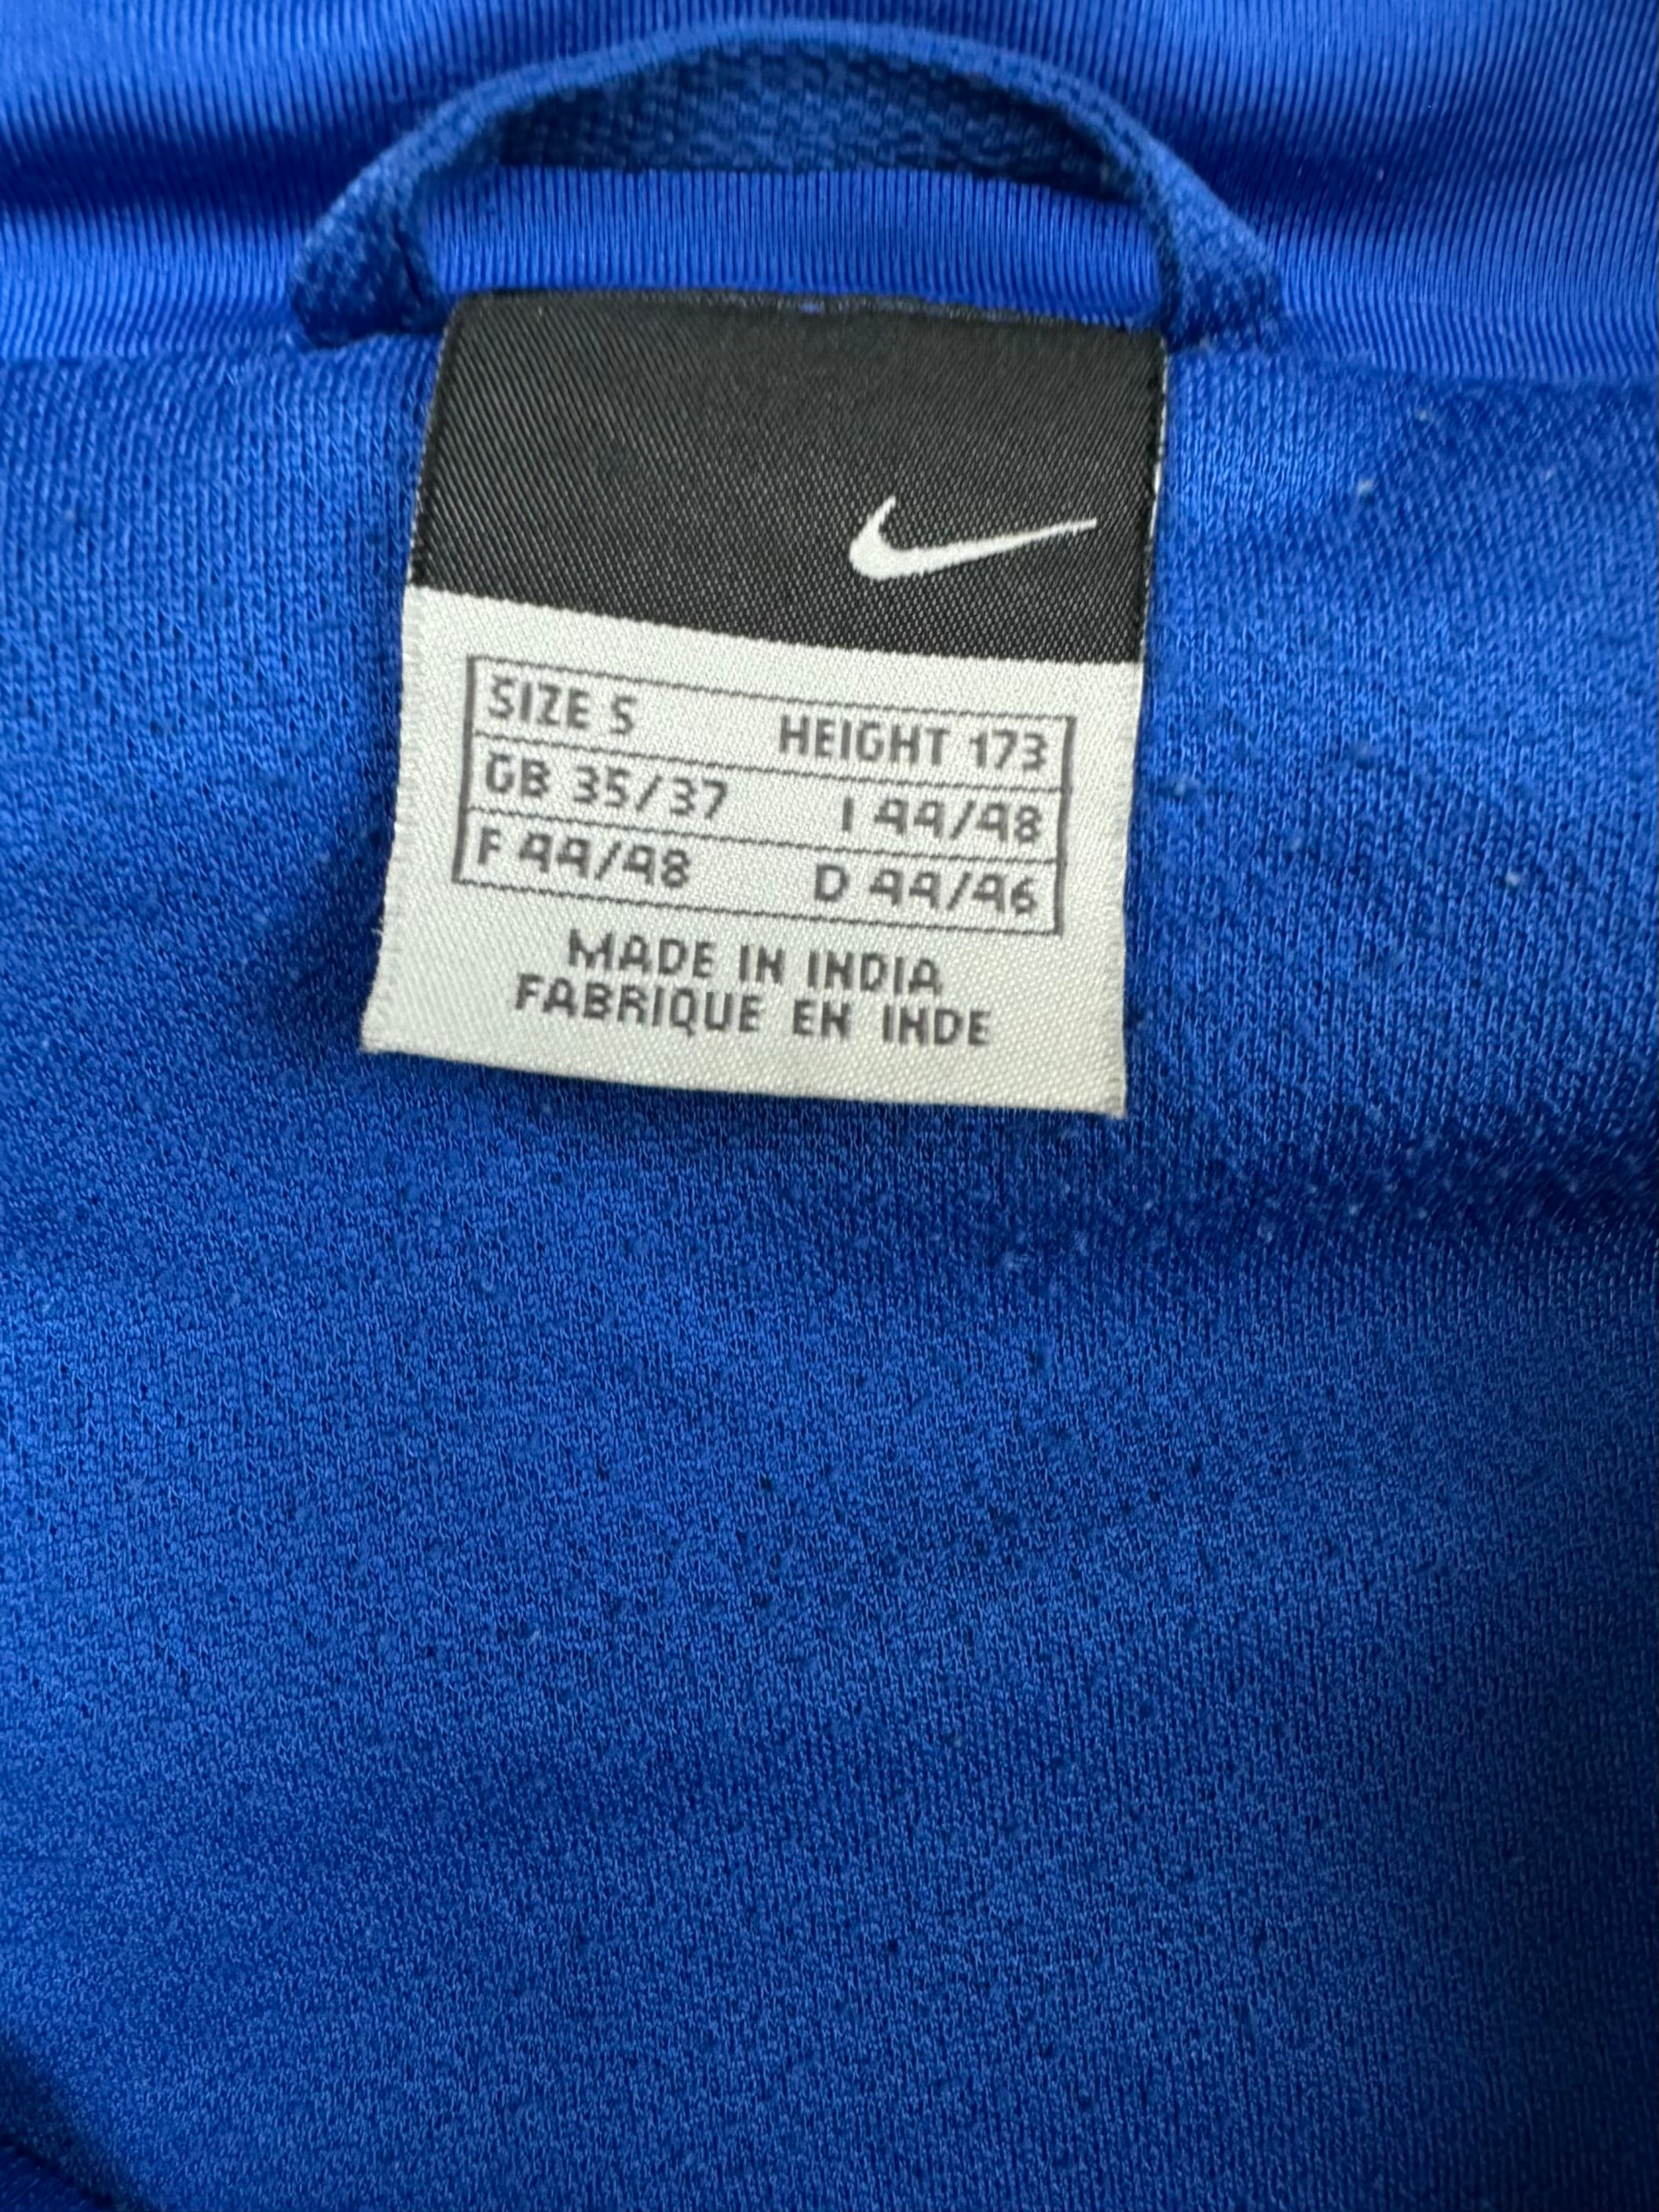 SIZE S HEIGHT 173
GB 35/37 I 44/48
F 44/48 D 44/46
MADE IN INDIA
FABRIQUE EN INDE